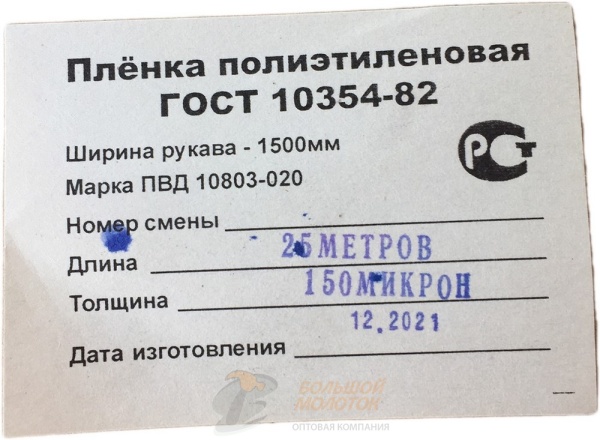 Плёнка полиэтиленовая
ГОСТ 10354-82
Ширина рукава - 1500мм
Марка ПВД 10803-020
РСТ
Номер смены
Длина 25МЕТРОВ
Толщина 150МИКРОН
12.2021
Дата изготовления
БОЛЬШОЙ
МОЛОТОК
ОПТОВАЯ КОМПАНИЯ